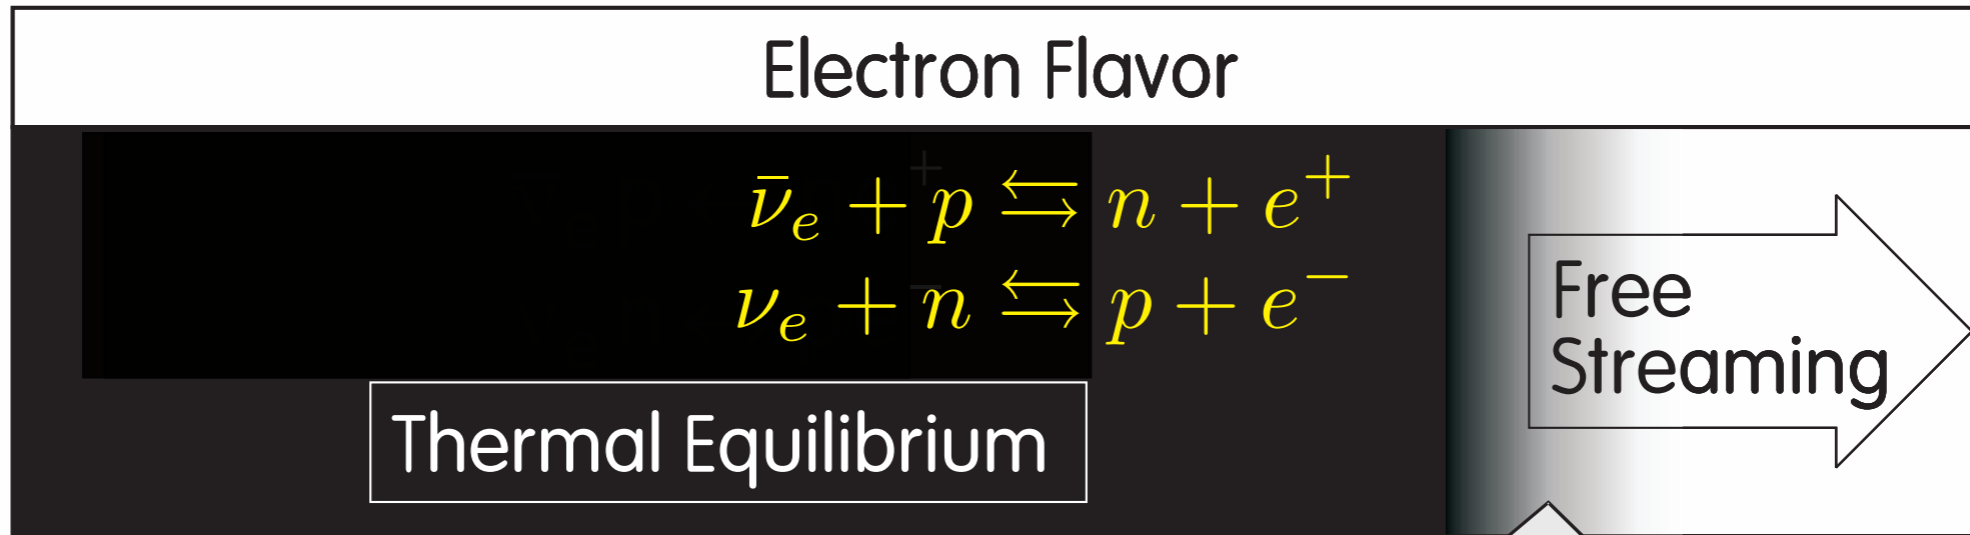 Electron Flavor
ν̄ₑ + p ⇆ n + e⁺
νₑ + n ⇆ p + e⁻
Thermal Equilibrium
Free
Streaming